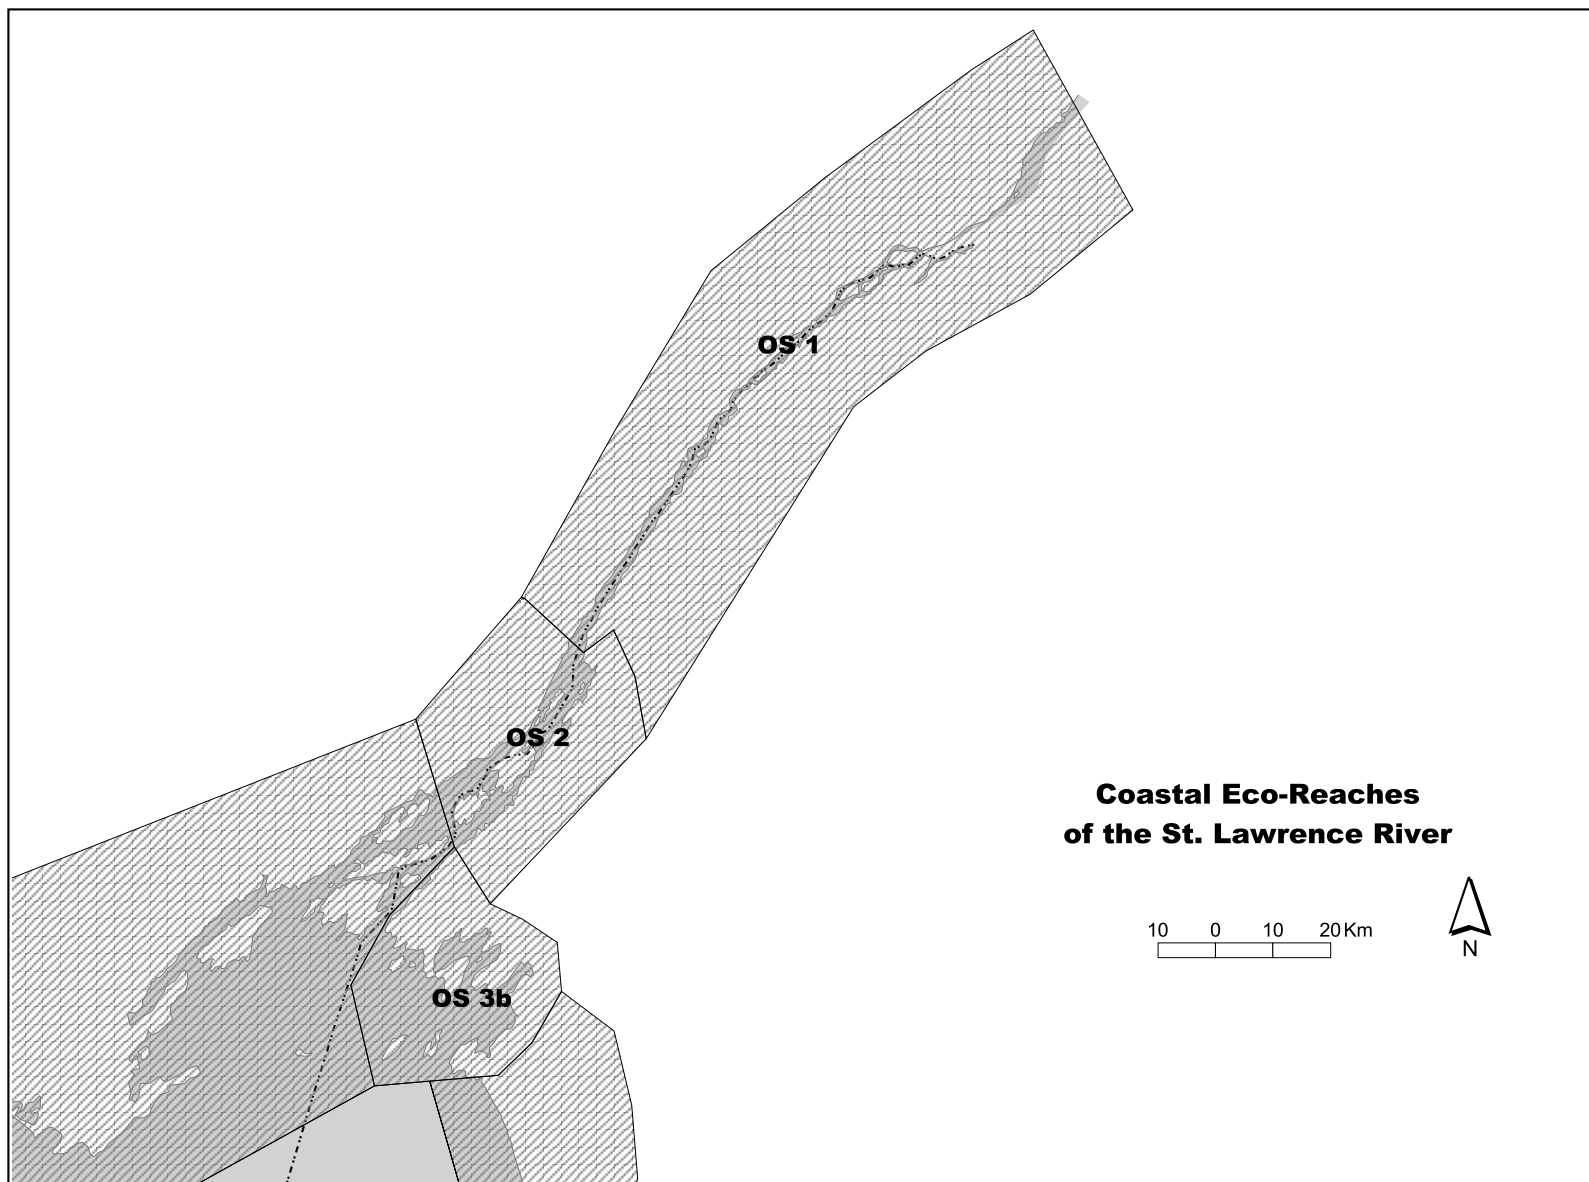 OS 1
OS 2
Coastal Eco-Reaches
of the St. Lawrence River
10 0 10 20 Km
N
OS 3b